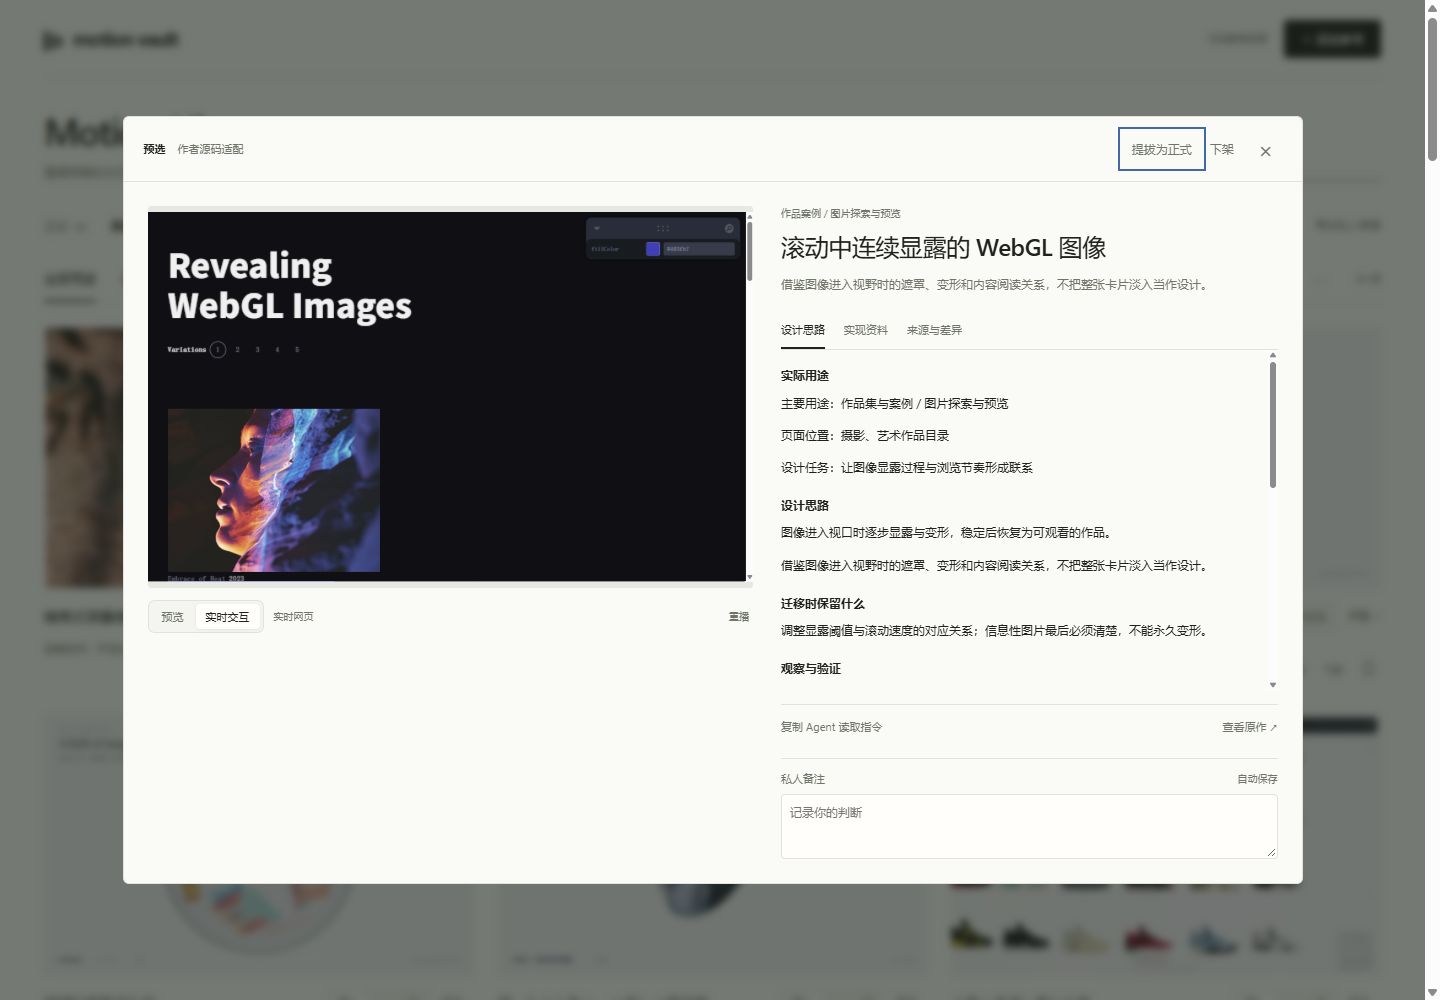 motion vault
预选 作者源码适配 提拔为正式 下架 ×
Revealing
WebGL Images
Variations 1 2 3 4 5
fillColor
Embrace of Heat 2023
预览 实时交互 实时网页 重播
作品案例 / 图片探索与预览
滚动中连续显露的 WebGL 图像
借鉴图像进入视野时的遮罩、变形和内容阅读关系，不把整张卡片淡入当作设计。
设计思路 实现资料 来源与差异
实际用途
主要用途：作品集与案例 / 图片探索与预览
页面位置：摄影、艺术作品目录
设计任务：让图像显露过程与浏览节奏形成联系
设计思路
图像进入视口时逐步显露与变形，稳定后恢复为可观看的作品。
借鉴图像进入视野时的遮罩、变形和内容阅读关系，不把整张卡片淡入当作设计。
迁移时保留什么
调整显露阈值与滚动速度的对应关系；信息性图片最后必须清楚，不能永久变形。
观察与验证
复制 Agent 读取指令 查看原作 ↗
私人备注 自动保存
记录你的判断